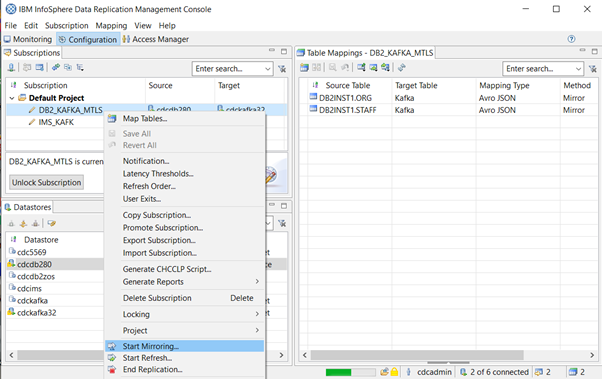 IBM InfoSphere Data Replication Management Console
File Edit Subscription Mapping View Help
Monitoring Configuration Access Manager
Subscriptions
Enter search...
Subscription Source Target
Default Project
DB2_KAFKA_MTLS cdcdb280 cdckafka32
IMS_KAFK
DB2_KAFKA_MTLS is curren
Unlock Subscription
Datastores
Datastore
cdc5569
cdcdb280
cdcdb2zos
cdcims
cdckafka
cdckafka32
Map Tables...
Save All
Revert All
Notification...
Latency Thresholds...
Refresh Order...
User Exits...
Copy Subscription...
Promote Subscription...
Export Subscription...
Import Subscription...
Generate CHCCLP Script...
Generate Reports
Delete Subscription Delete
Locking
Project
Start Mirroring...
Start Refresh...
End Replication...
Table Mappings - DB2_KAFKA_MTLS
Enter search...
Source Table Target Table Mapping Type Method
DB2INST1.ORG Kafka Avro JSON Mirror
DB2INST1.STAFF Kafka Avro JSON Mirror
cdcadmin 2 of 6 connected 2 2